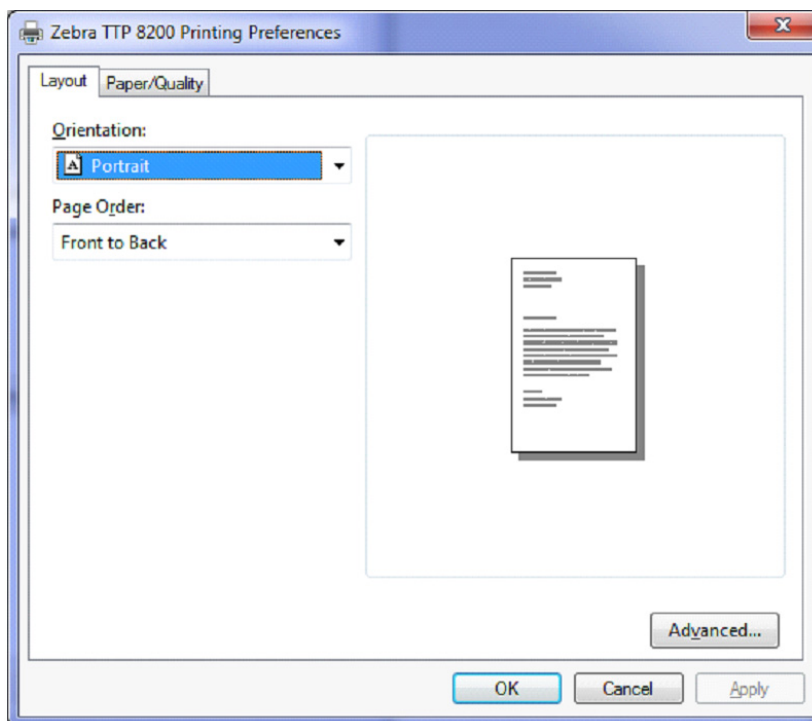 Zebra TTP 8200 Printing Preferences
Layout
Paper/Quality
Orientation:
A Portrait
Page Order:
Front to Back
Advanced...
OK
Cancel
Apply